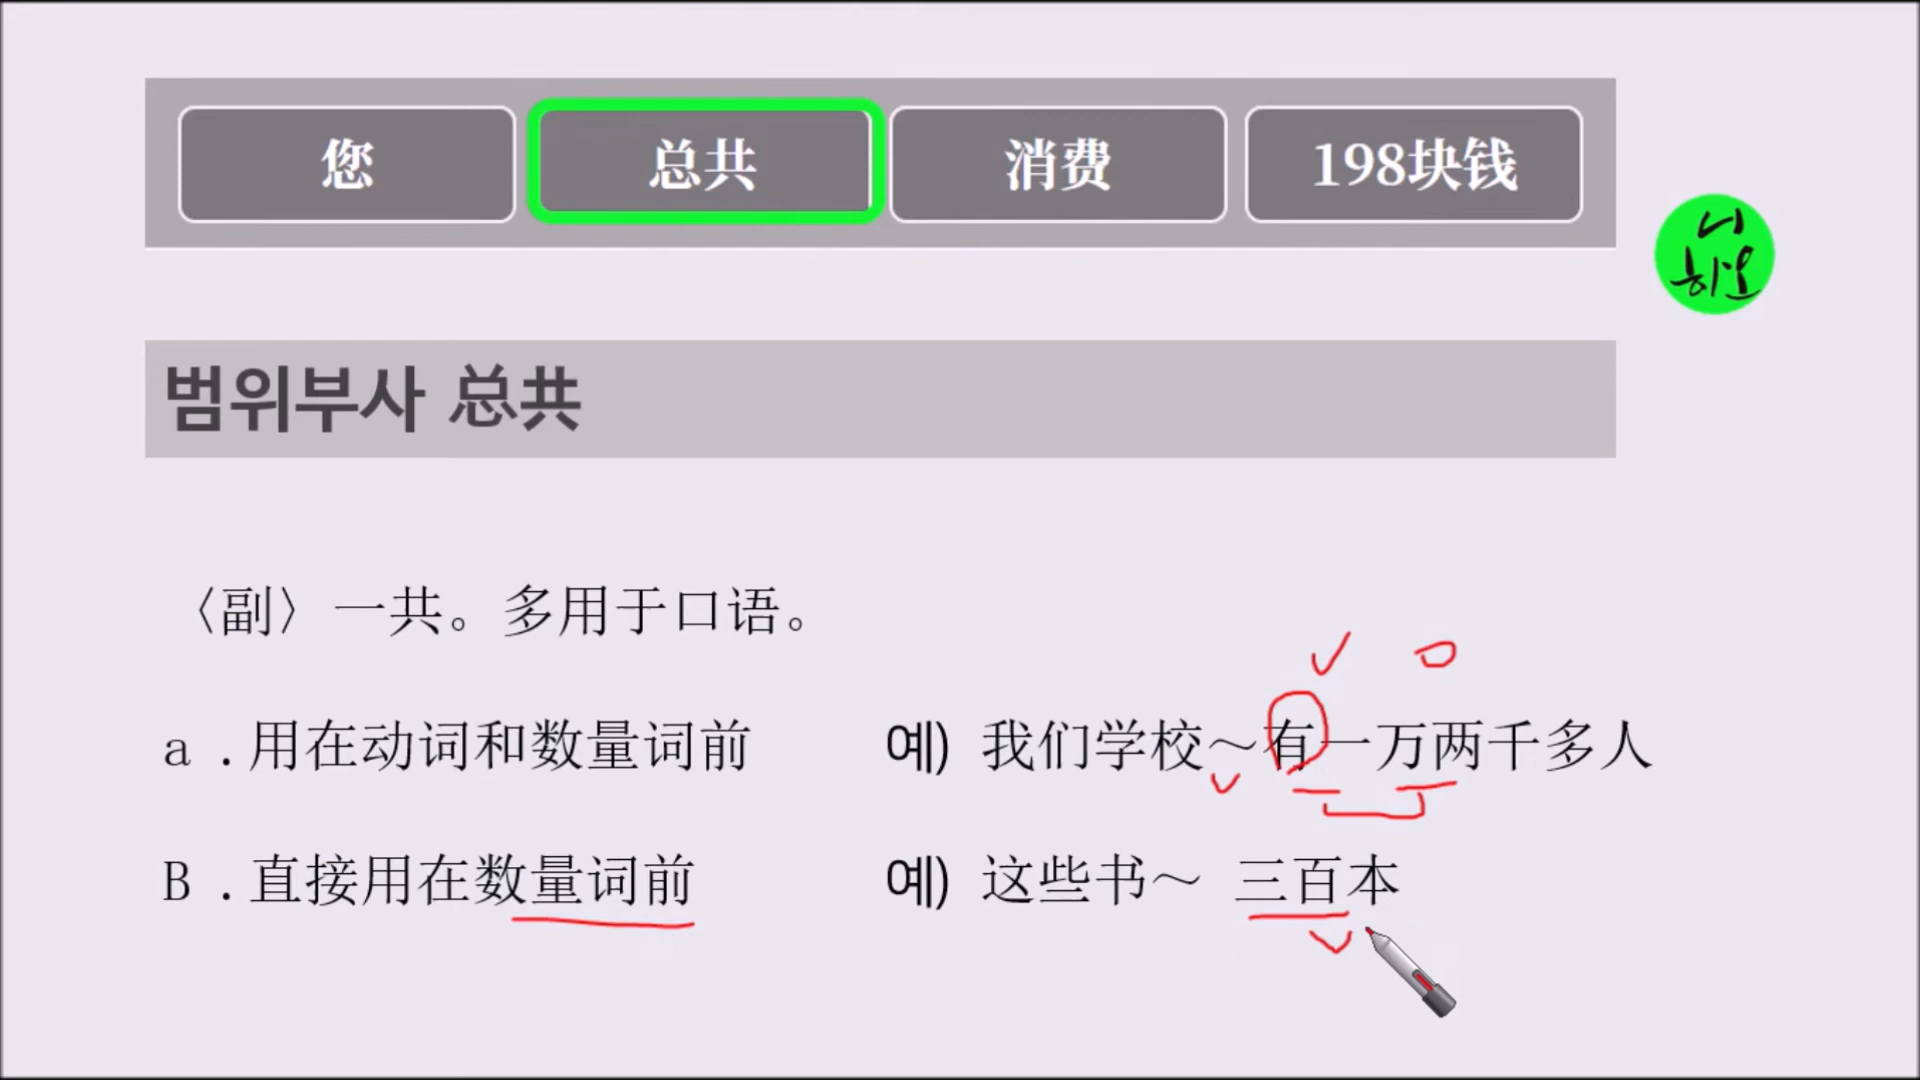 您 总共 消费 198块钱
범위부사 总共
〈副〉一共。多用于口语。
a .用在动词和数量词前 예) 我们学校～有一万两千多人
B .直接用在数量词前 예) 这些书～ 三百本